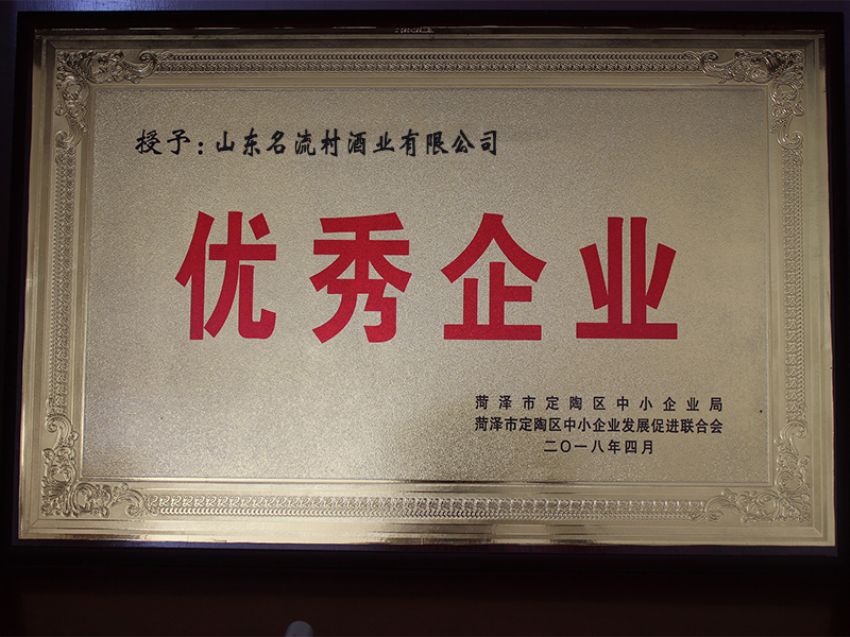 授予：山东名流村酒业有限公司
优秀企业
菏泽市定陶区中小企业局
菏泽市定陶区中小企业发展促进联合会
二〇一八年四月